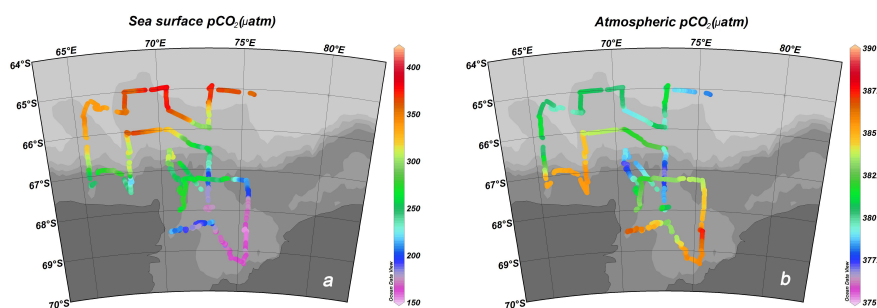 Sea surface pCO₂(μatm)
65°E 70°E 75°E 80°E
64°S
65°S
66°S
67°S
68°S
69°S
70°S
400
350
300
250
200
150
Ocean Data View
a
Atmospheric pCO₂(μatm)
65°E 70°E 75°E 80°E
64°S
65°S
66°S
67°S
68°S
69°S
70°S
390
387
385
382
380
377
375
Ocean Data View
b